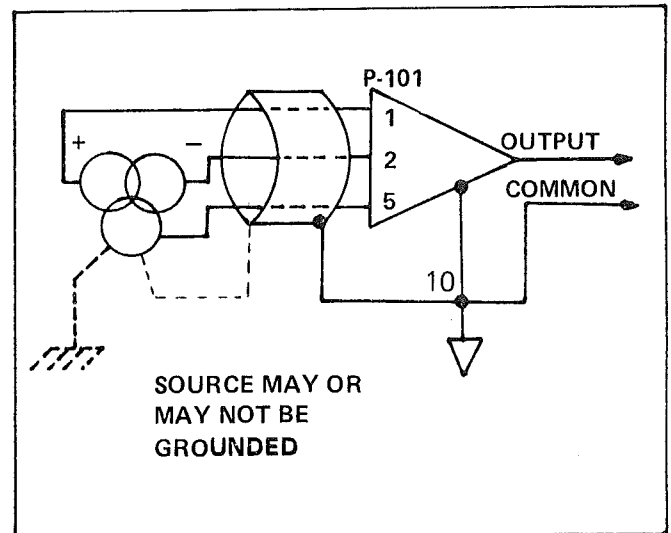 P-101
1
+
−
2
5
OUTPUT
COMMON
10
SOURCE MAY OR
MAY NOT BE
GROUNDED